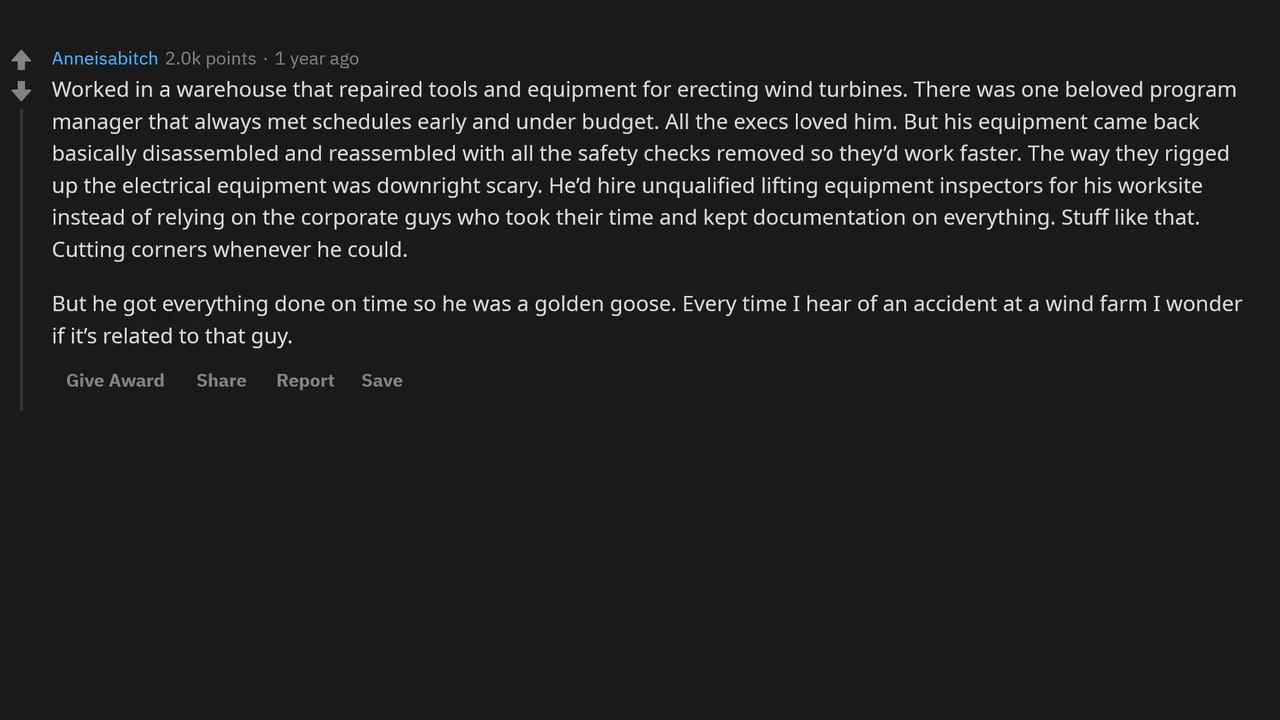 Anneisabitch 2.0k points · 1 year ago
Worked in a warehouse that repaired tools and equipment for erecting wind turbines. There was one beloved program
manager that always met schedules early and under budget. All the execs loved him. But his equipment came back
basically disassembled and reassembled with all the safety checks removed so they’d work faster. The way they rigged
up the electrical equipment was downright scary. He’d hire unqualified lifting equipment inspectors for his worksite
instead of relying on the corporate guys who took their time and kept documentation on everything. Stuff like that.
Cutting corners whenever he could.
But he got everything done on time so he was a golden goose. Every time I hear of an accident at a wind farm I wonder
if it’s related to that guy.
Give Award Share Report Save